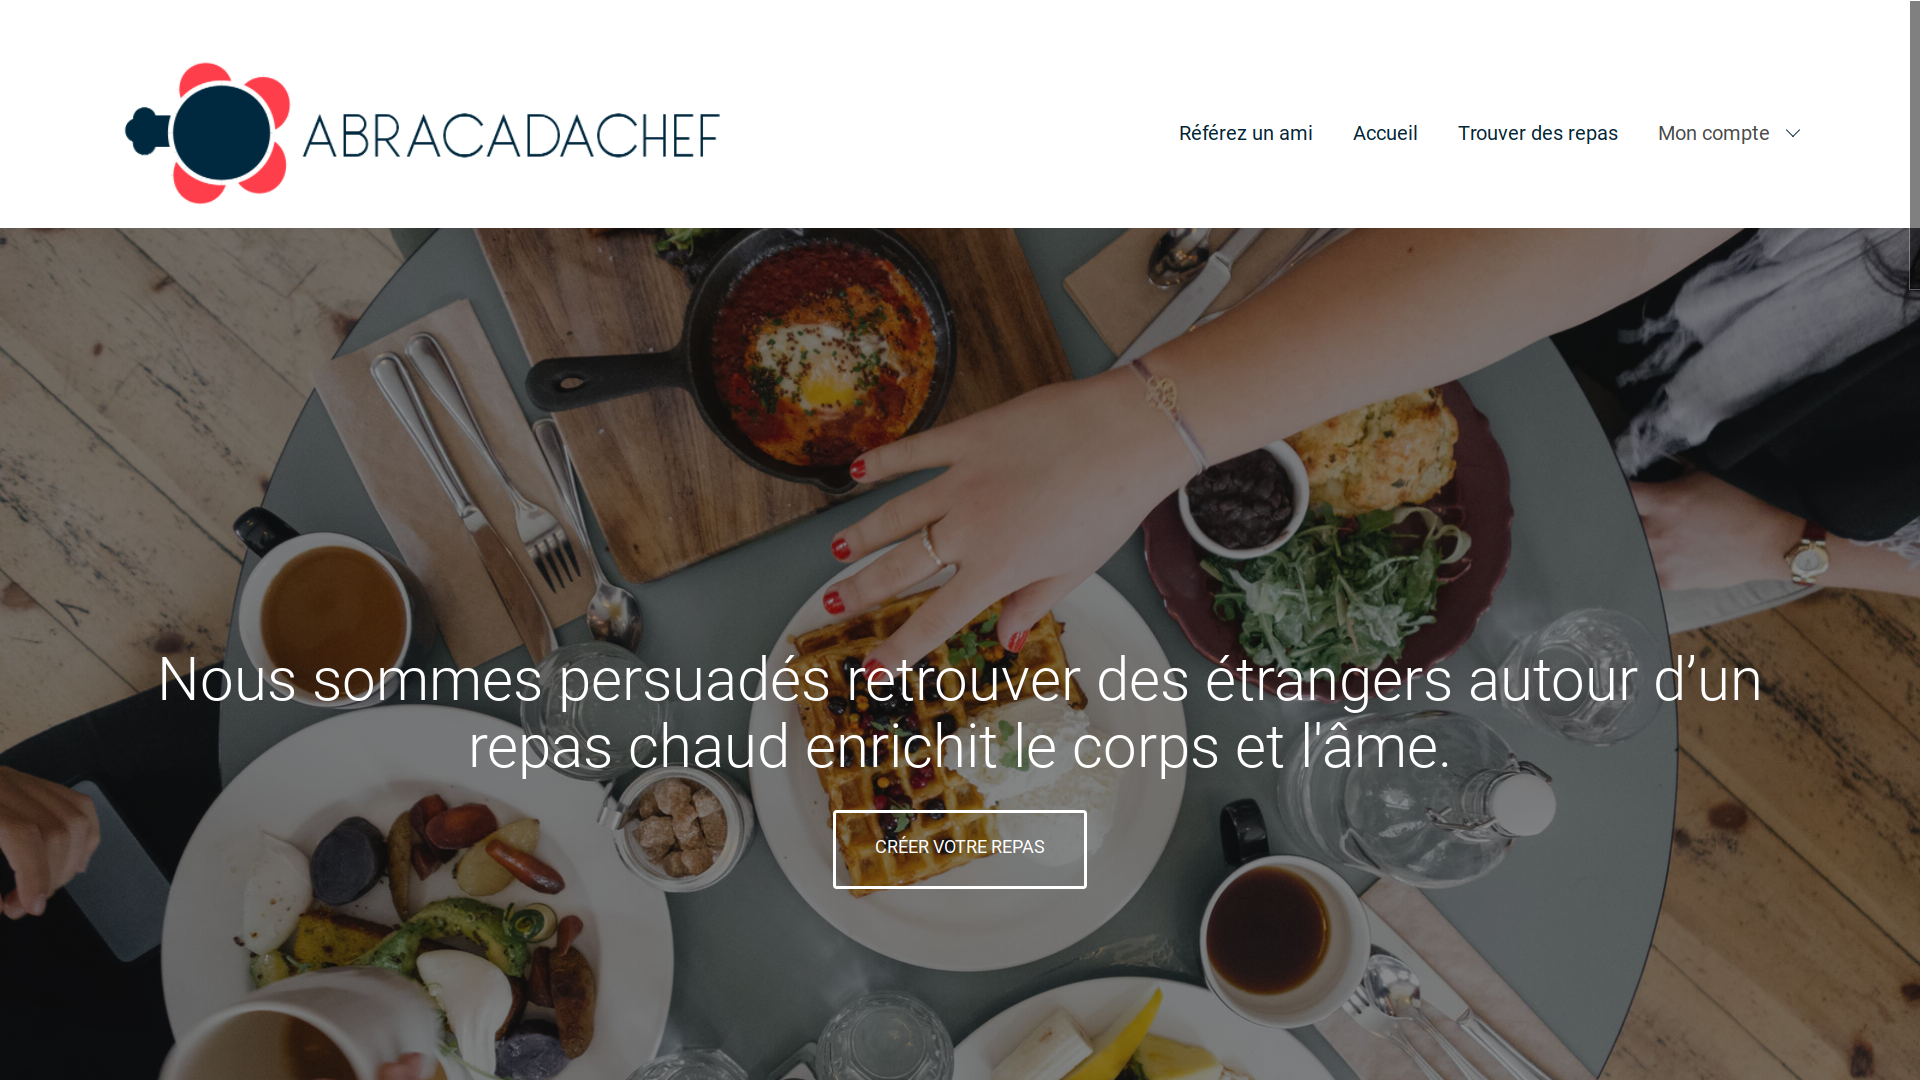 ABRACADACHEF
Référez un ami
Accueil
Trouver des repas
Mon compte
Nous sommes persuadés retrouver des étrangers autour d’un
repas chaud enrichit le corps et l'âme.
CRÉER VOTRE REPAS